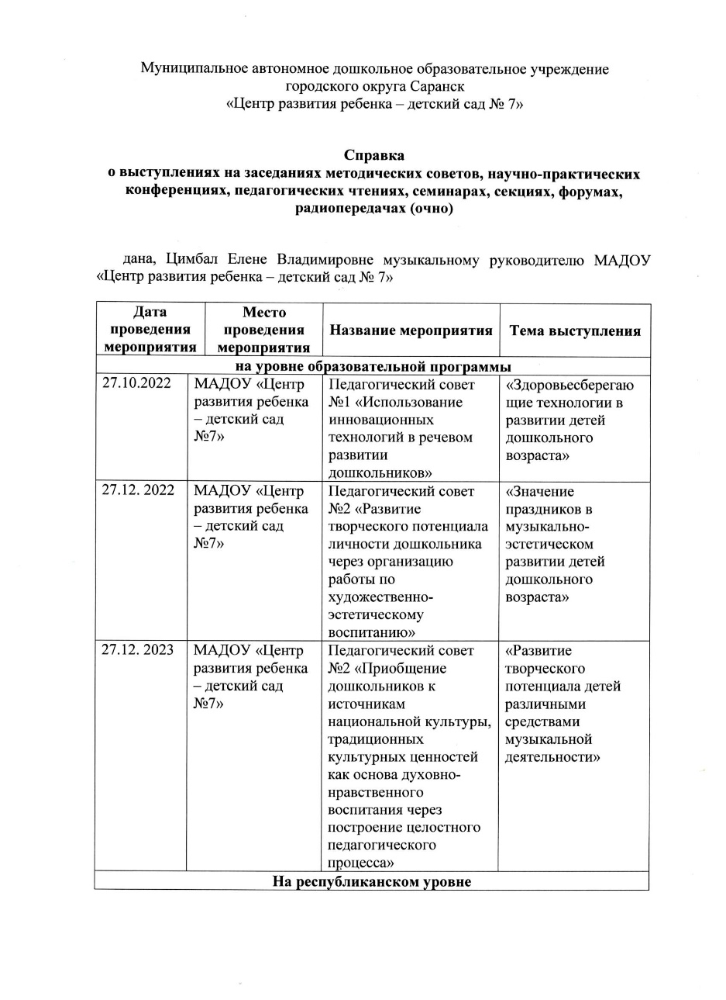 Муниципальное автономное дошкольное образовательное учреждение
городского округа Саранск
«Центр развития ребенка – детский сад № 7»
Справка
о выступлениях на заседаниях методических советов, научно-практических
конференциях, педагогических чтениях, семинарах, секциях, форумах,
радиопередачах (очно)
дана, Цимбал Елене Владимировне музыкальному руководителю МАДОУ
«Центр развития ребенка – детский сад № 7»
Дата
проведения
мероприятия
Место
проведения
мероприятия
Название мероприятия
Тема выступления
на уровне образовательной программы
27.10.2022
МАДОУ «Центр
развития ребенка
– детский сад
№7»
Педагогический совет
№1 «Использование
инновационных
технологий в речевом
развитии
дошкольников»
«Здоровьесберегаю
щие технологии в
развитии детей
дошкольного
возраста»
27.12. 2022
МАДОУ «Центр
развития ребенка
– детский сад
№7»
Педагогический совет
№2 «Развитие
творческого потенциала
личности дошкольника
через организацию
работы по
художественно-
эстетическому
воспитанию»
«Значение
праздников в
музыкально-
эстетическом
развитии детей
дошкольного
возраста»
27.12. 2023
МАДОУ «Центр
развития ребенка
– детский сад
№7»
Педагогический совет
№2 «Приобщение
дошкольников к
источникам
национальной культуры,
традиционных
культурных ценностей
как основа духовно-
нравственного
воспитания через
построение целостного
педагогического
процесса»
«Развитие
творческого
потенциала детей
различными
средствами
музыкальной
деятельности»
На республиканском уровне